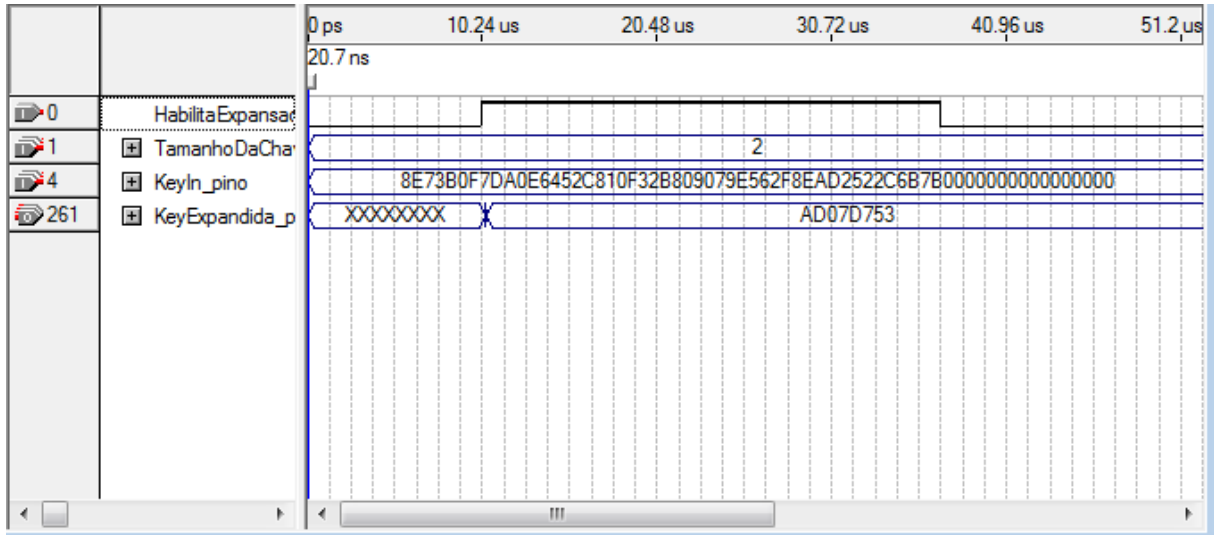 0 ps 10.24 us 20.48 us 30.72 us 40.96 us 51.2 us
20.7 ns
0 HabilitaExpansaç
1 TamanhoDaCha 2
4 KeyIn_pino 8E73B0F7DA0E6452C810F32B809079E562F8EAD2522C6B7B0000000000000000
261 KeyExpandida_p XXXXXXXX AD07D753